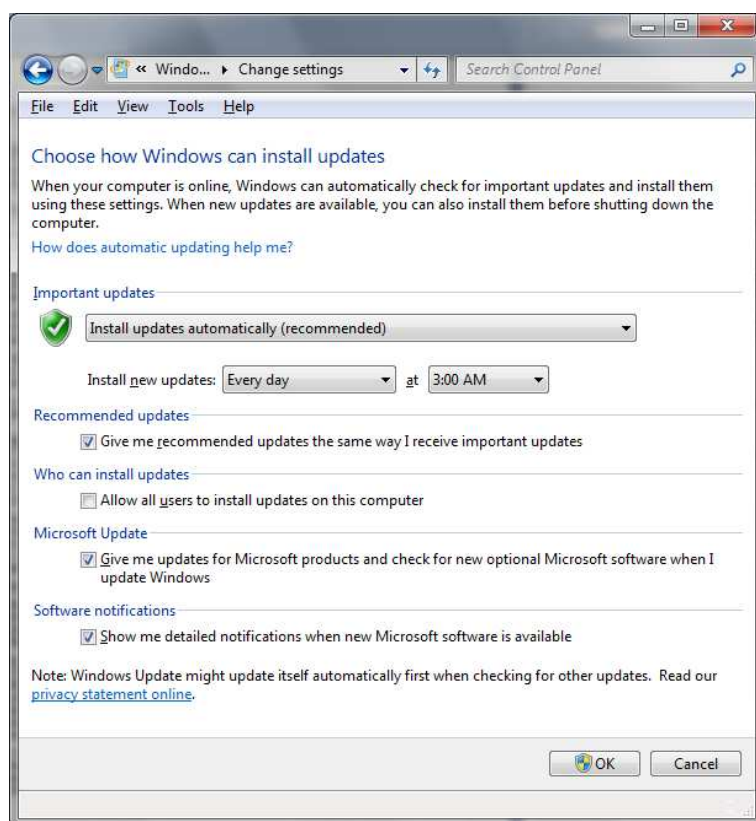 « Windo... Change settings
Search Control Panel
File Edit View Tools Help
Choose how Windows can install updates
When your computer is online, Windows can automatically check for important updates and install them
using these settings. When new updates are available, you can also install them before shutting down the
computer.
How does automatic updating help me?
Important updates
Install updates automatically (recommended)
Install new updates: Every day at 3:00 AM
Recommended updates
Give me recommended updates the same way I receive important updates
Who can install updates
Allow all users to install updates on this computer
Microsoft Update
Give me updates for Microsoft products and check for new optional Microsoft software when I
update Windows
Software notifications
Show me detailed notifications when new Microsoft software is available
Note: Windows Update might update itself automatically first when checking for other updates. Read our
privacy statement online.
OK Cancel